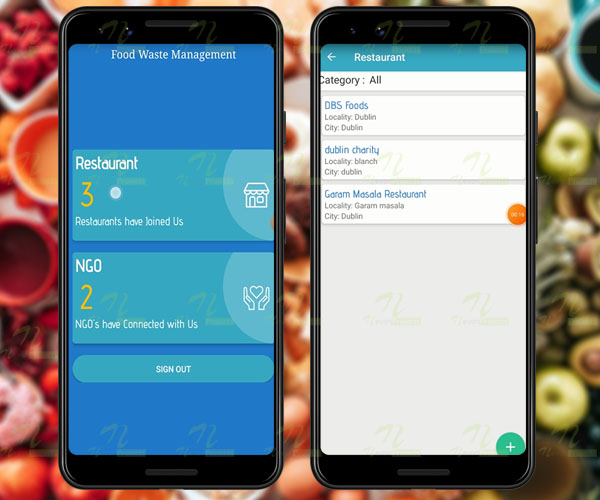 Food Waste Management
Restaurant
3
Restaurants have Joined Us
NGO
2
NGO's have Connected with Us
SIGN OUT
Restaurant
Category : All
DBS Foods
Locality: Dublin
City: Dublin
dublin charity
Locality: blanch
City: dublin
Garam Masala Restaurant
Locality: Garam masala
City: Dublin
00:16